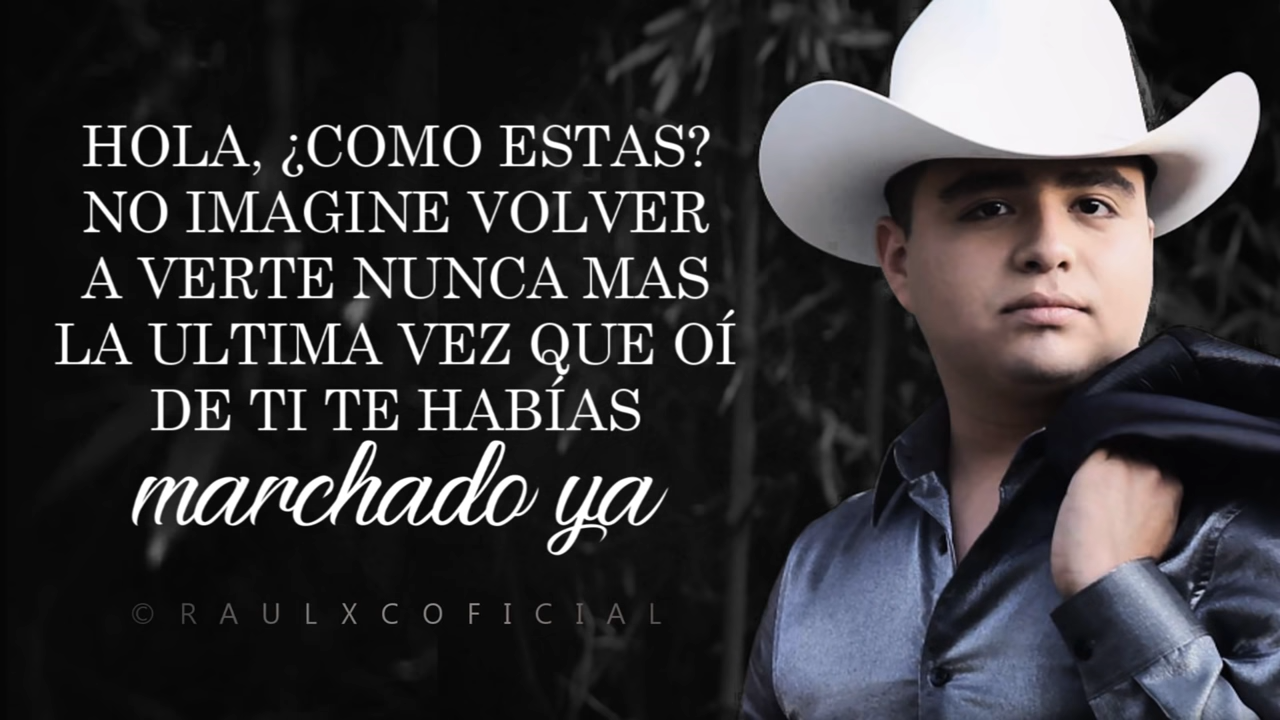 HOLA, ¿COMO ESTAS?
NO IMAGINE VOLVER
A VERTE NUNCA MAS
LA ULTIMA VEZ QUE OÍ
DE TI TE HABÍAS
marchado ya
© RAULXCOFICIAL